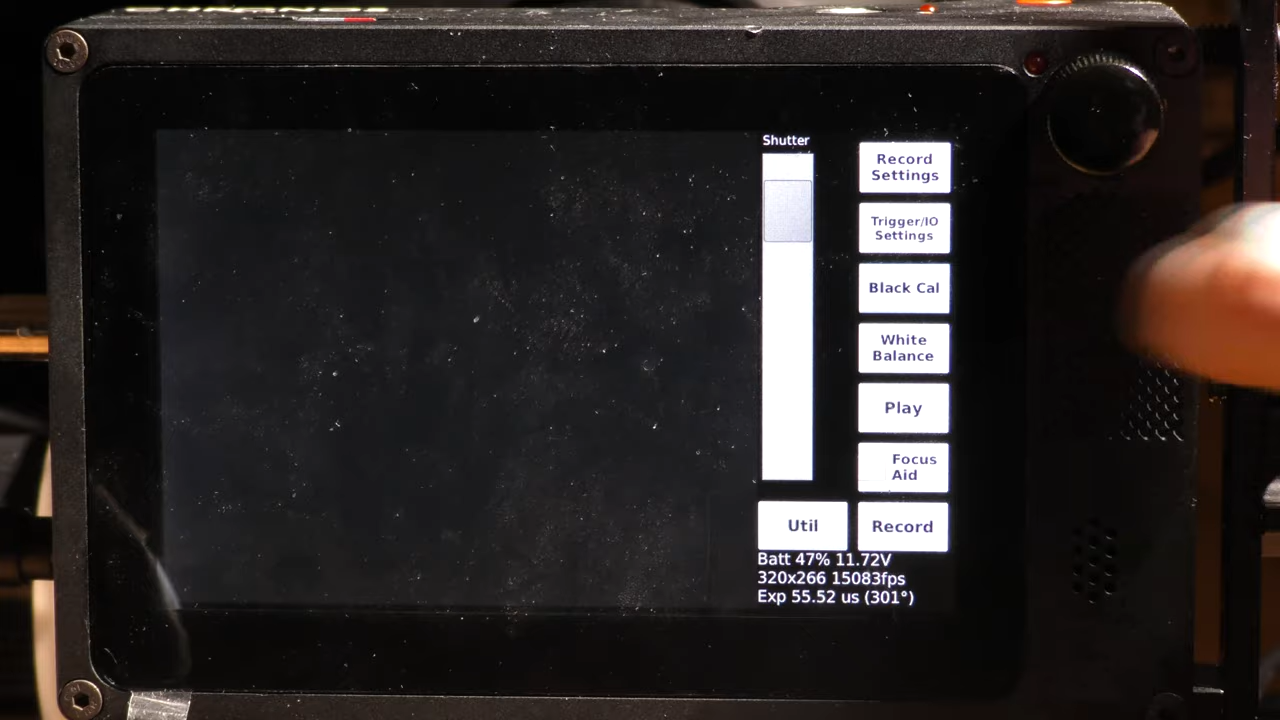 Shutter
Record
Settings
Trigger/IO
Settings
Black Cal
White
Balance
Play
Focus
Aid
Util
Record
Batt 47% 11.72V
320x266 15083fps
Exp 55.52 us (301°)